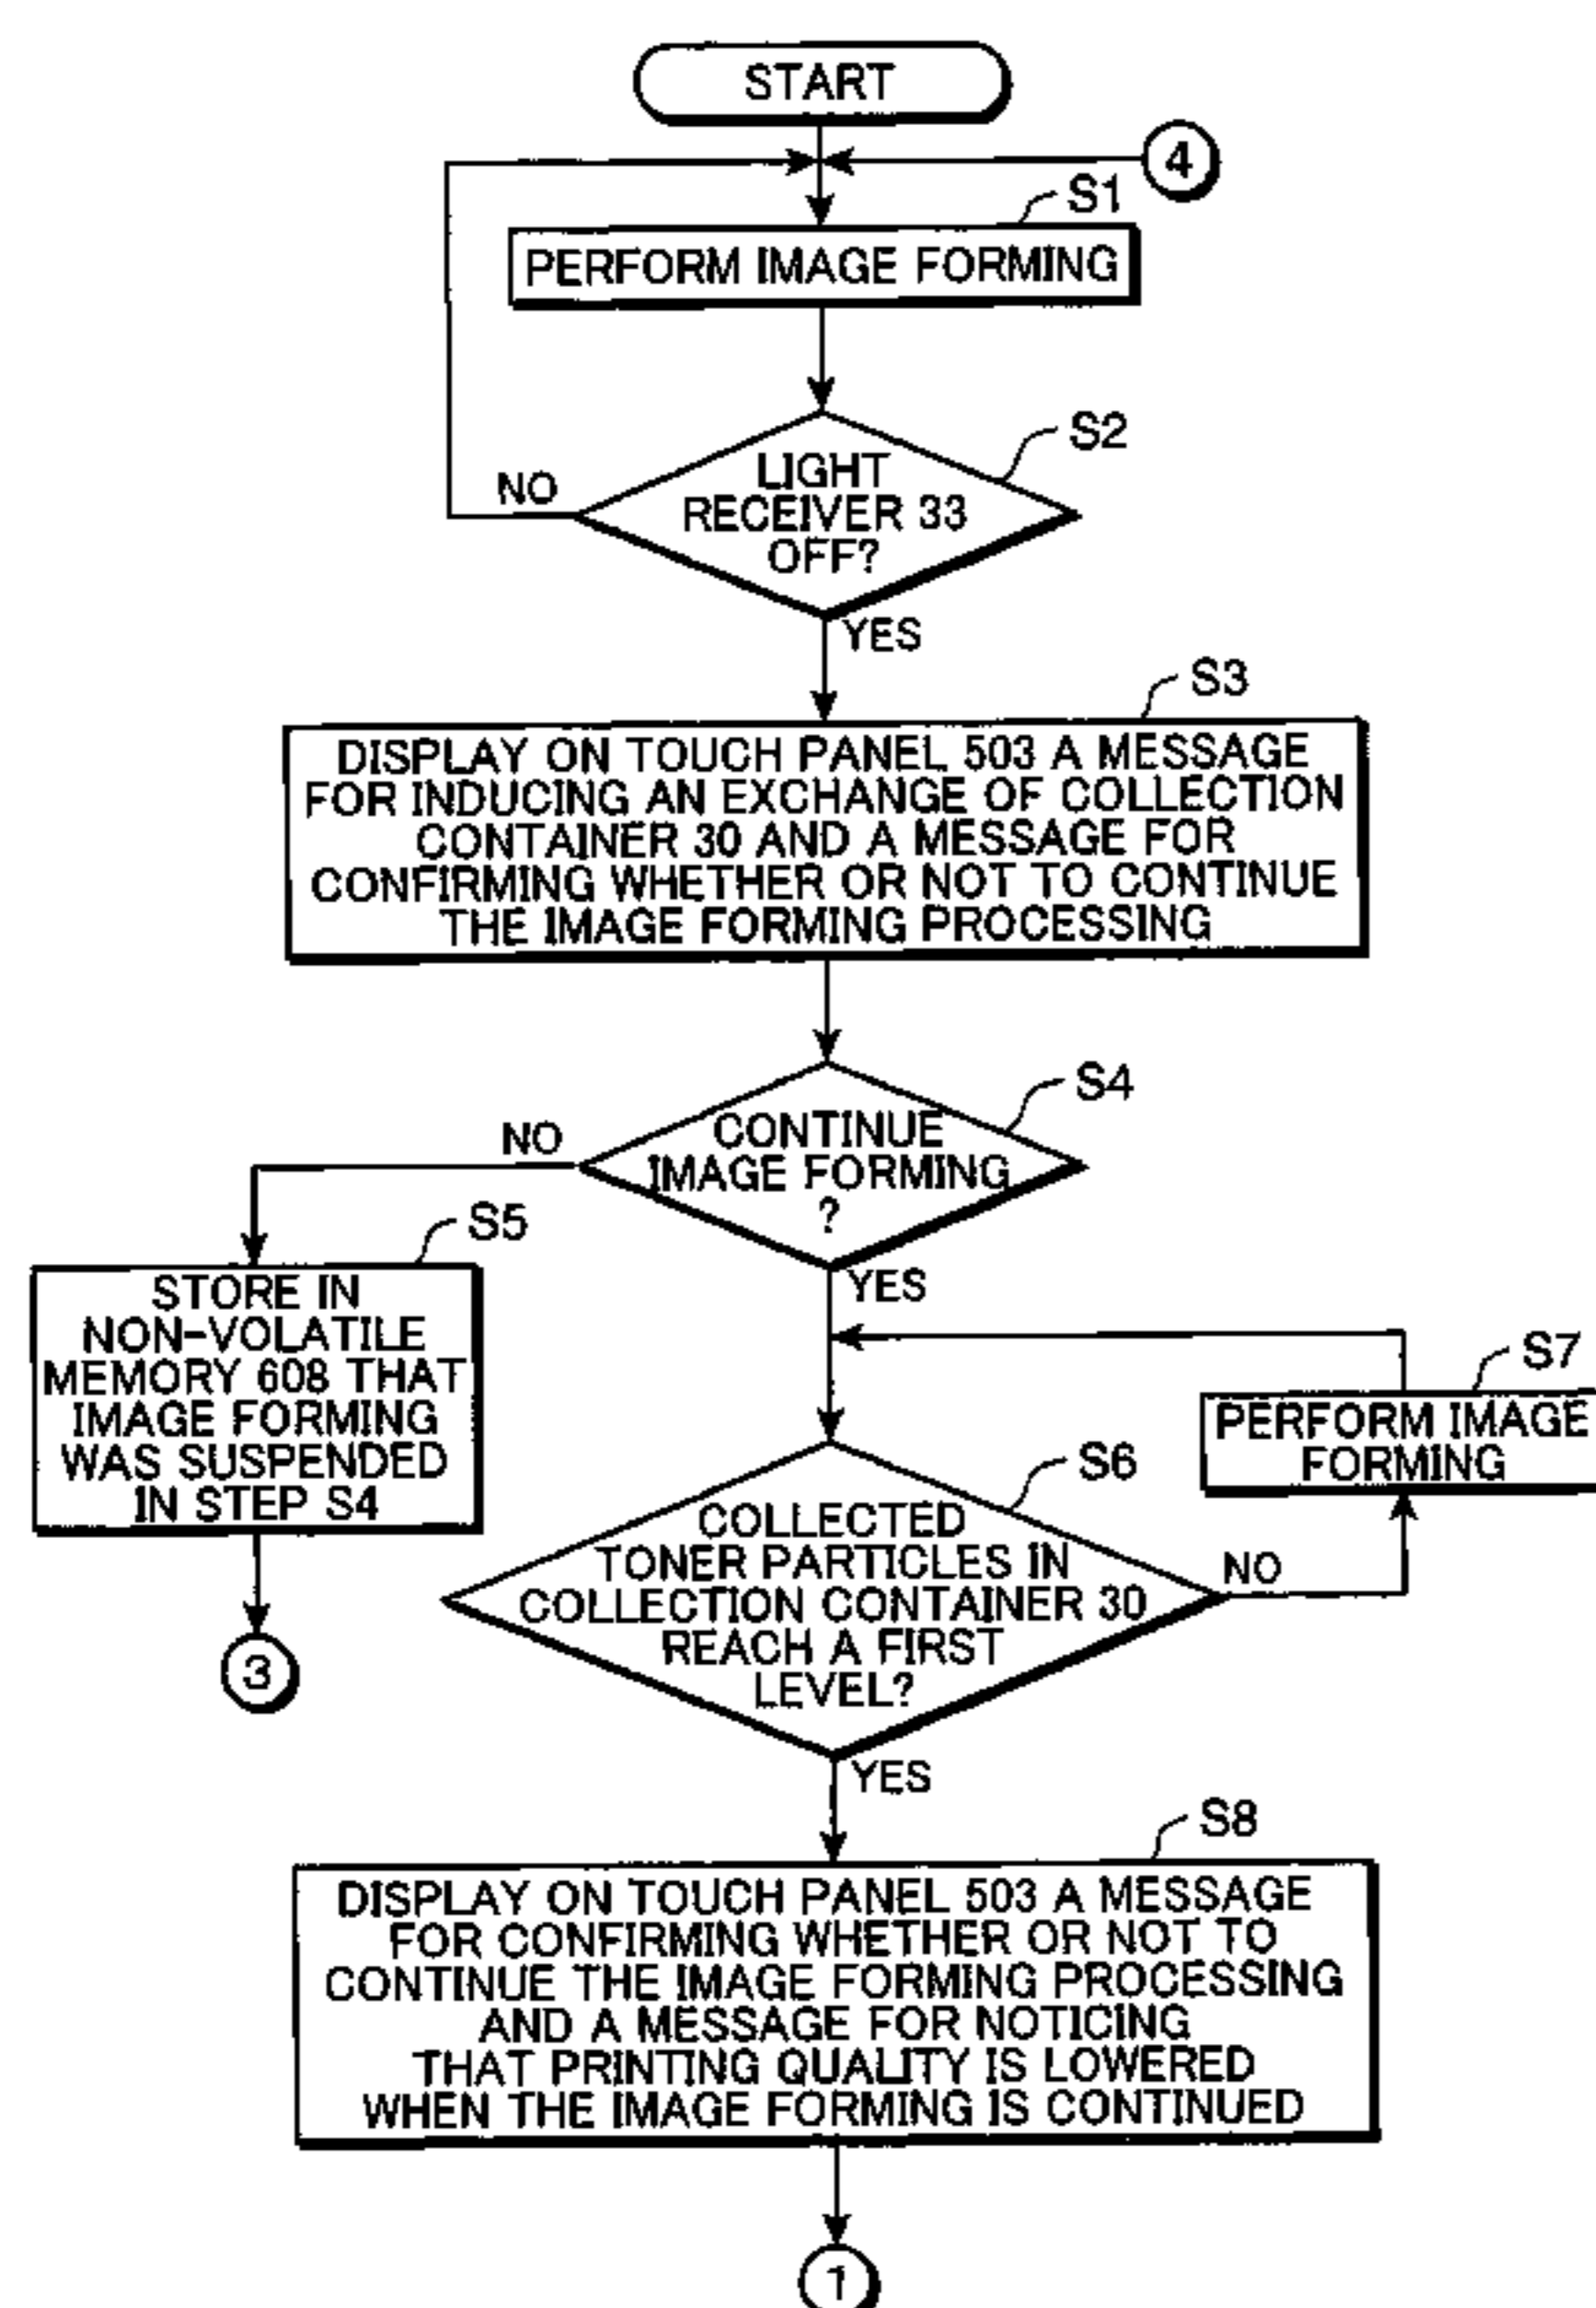 START
4
S1
PERFORM IMAGE FORMING
S2
LIGHT
RECEIVER 33
OFF?
NO
YES
S3
DISPLAY ON TOUCH PANEL 503 A MESSAGE
FOR INDUCING AN EXCHANGE OF COLLECTION
CONTAINER 30 AND A MESSAGE FOR
CONFIRMING WHETHER OR NOT TO CONTINUE
THE IMAGE FORMING PROCESSING
S4
CONTINUE
IMAGE FORMING
?
NO
YES
S5
STORE IN
NON-VOLATILE
MEMORY 608 THAT
IMAGE FORMING
WAS SUSPENDED
IN STEP S4
3
S7
PERFORM IMAGE
FORMING
S6
COLLECTED
TONER PARTICLES IN
COLLECTION CONTAINER 30
REACH A FIRST
LEVEL?
NO
YES
S8
DISPLAY ON TOUCH PANEL 503 A MESSAGE
FOR CONFIRMING WHETHER OR NOT TO
CONTINUE THE IMAGE FORMING PROCESSING
AND A MESSAGE FOR NOTICING
THAT PRINTING QUALITY IS LOWERED
WHEN THE IMAGE FORMING IS CONTINUED
1